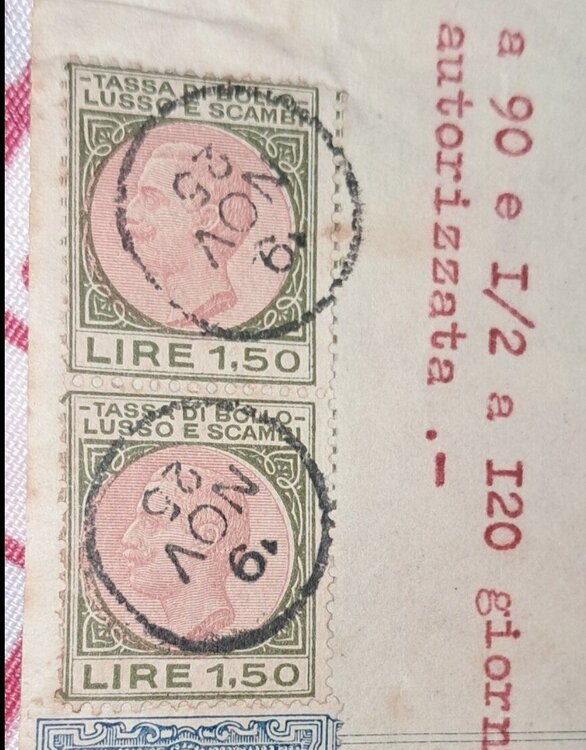 -TASSA DI BOLLO-
LUSSO E SCAMBI
'9
NOV
25
LIRE 1,50
-TASSA DI BOLLO-
LUSSO E SCAMBI
'9
NOV
25
LIRE 1,50
a 90 e I/2 a I20 giorn
autorizzata .-